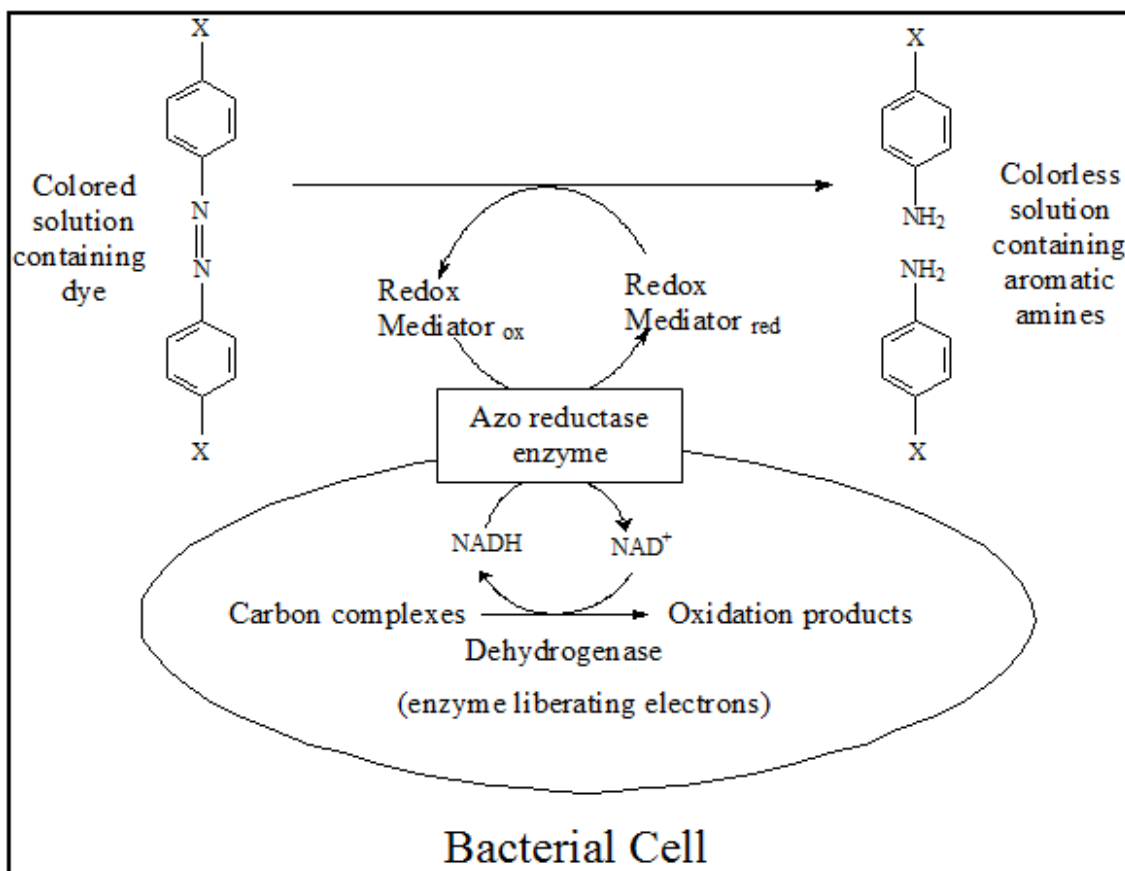 X
Colored
solution
containing
dye
N
N
X
Redox
Mediator ox
Redox
Mediator red
X
NH2
NH2
X
Colorless
solution
containing
aromatic
amines
Azo reductase
enzyme
NADH
NAD+
Carbon complexes
Oxidation products
Dehydrogenase
(enzyme liberating electrons)
Bacterial Cell